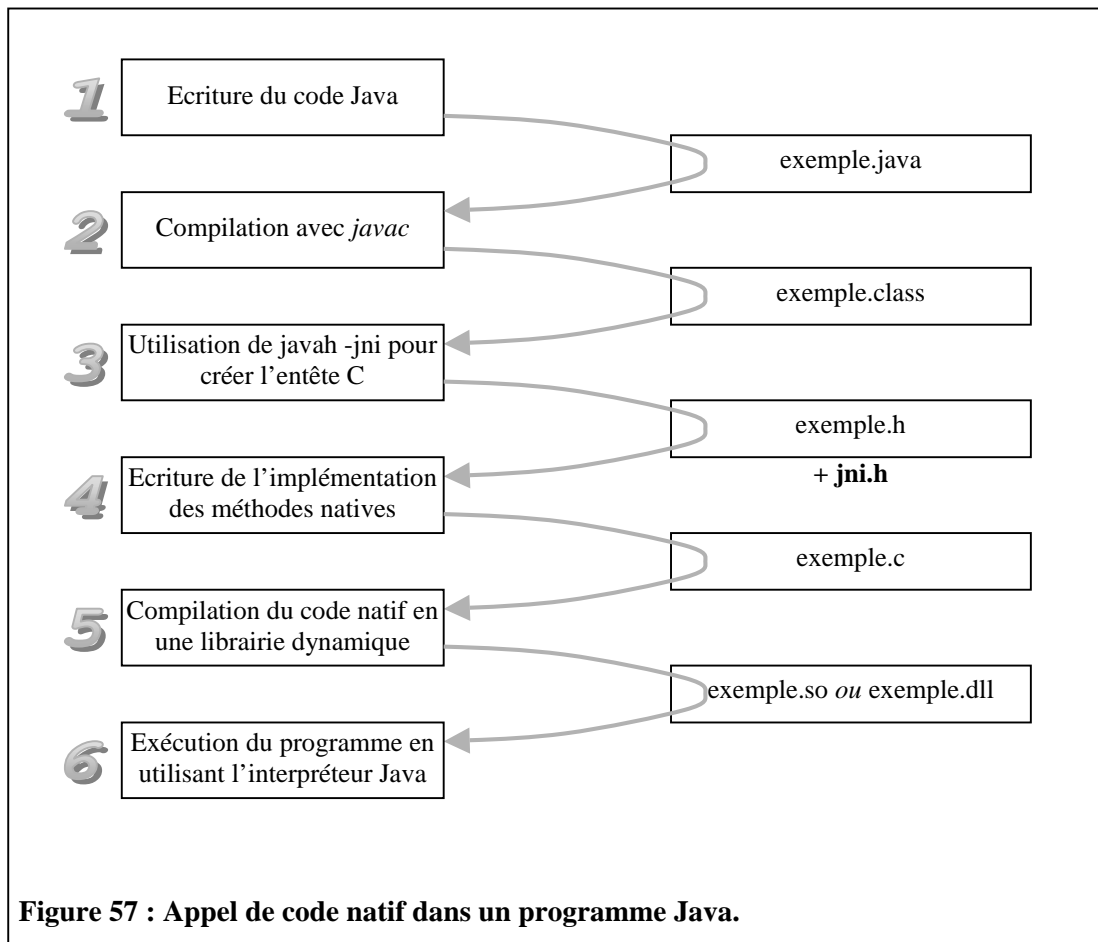 1
Ecriture du code Java
exemple.java
2
Compilation avec javac
exemple.class
3
Utilisation de javah -jni pour
créer l’entête C
exemple.h
+ jni.h
4
Ecriture de l’implémentation
des méthodes natives
exemple.c
5
Compilation du code natif en
une librairie dynamique
exemple.so ou exemple.dll
6
Exécution du programme en
utilisant l’interpréteur Java
Figure 57 : Appel de code natif dans un programme Java.